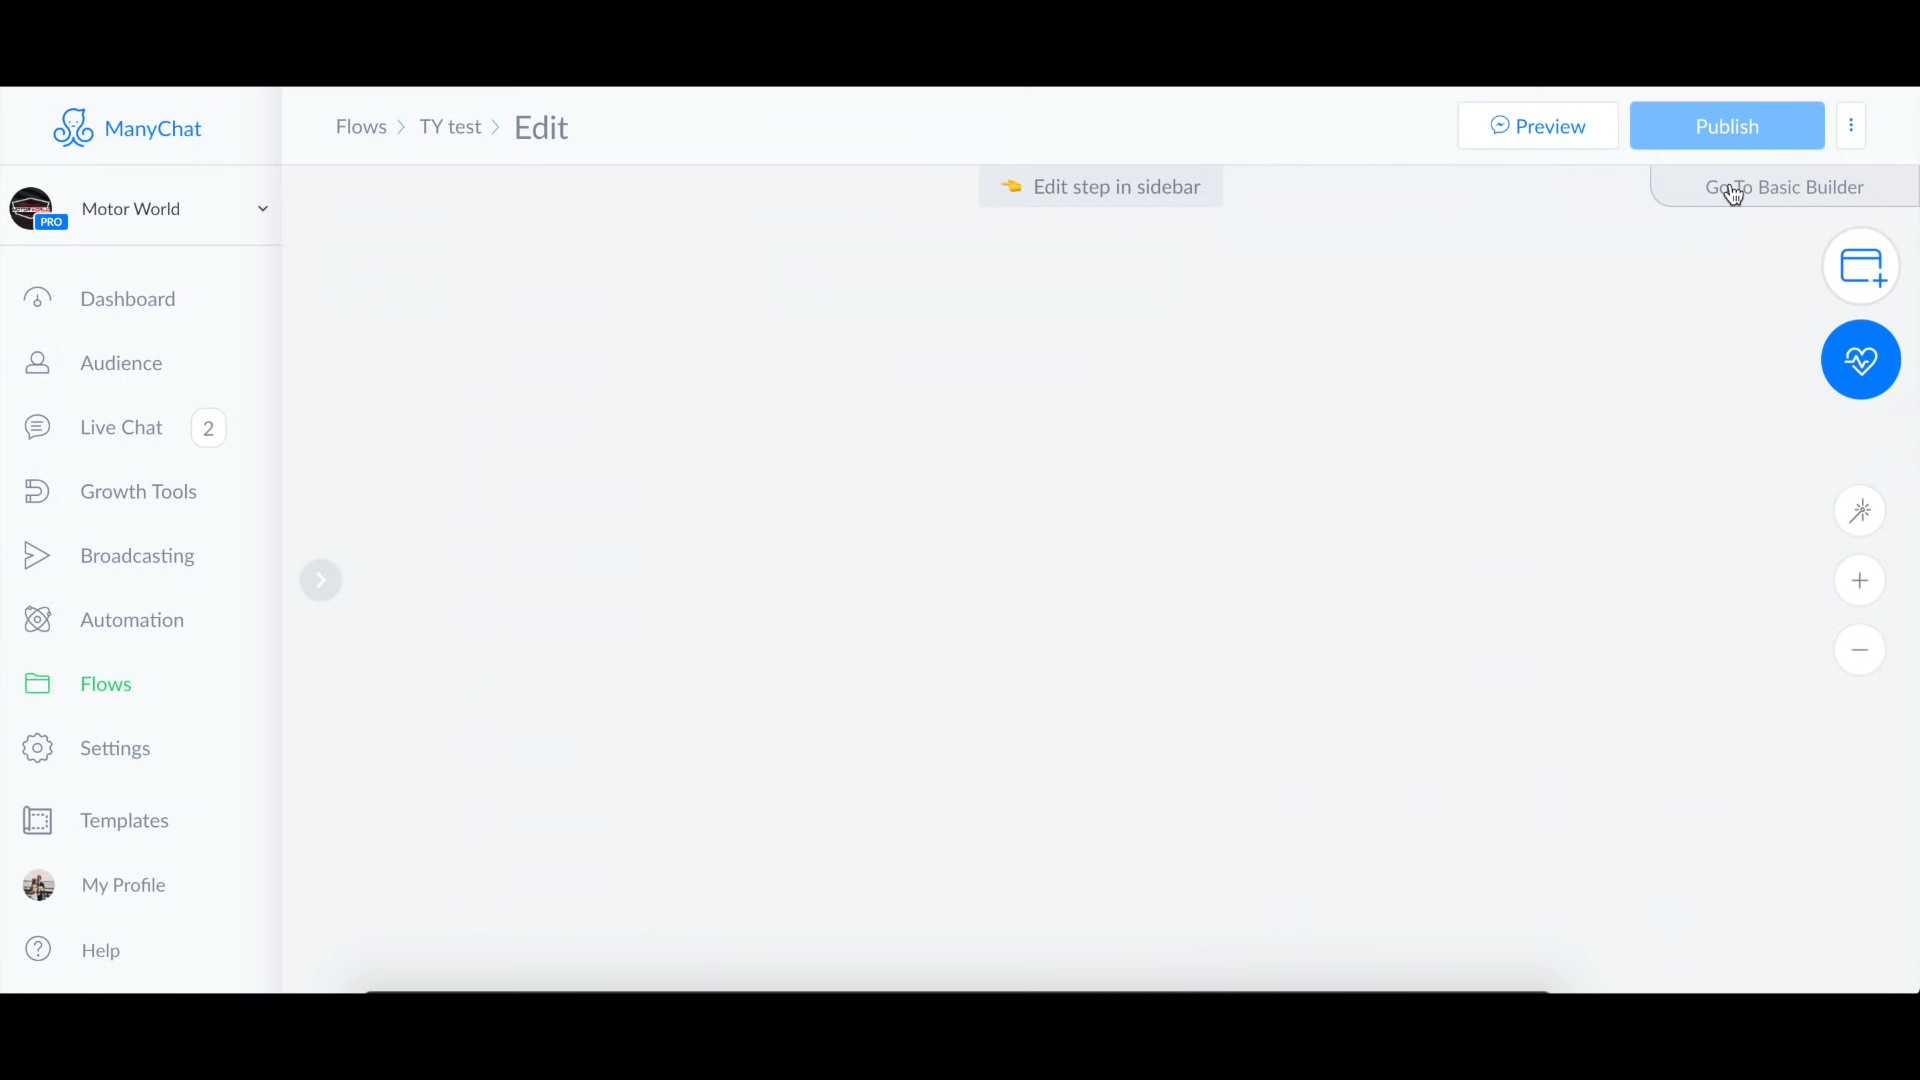 ManyChat
Flows > TY test > Edit
Preview
Publish
PRO
Motor World
Edit step in sidebar
Go To Basic Builder
Dashboard
Audience
Live Chat 2
Growth Tools
Broadcasting
Automation
Flows
Settings
Templates
My Profile
Help